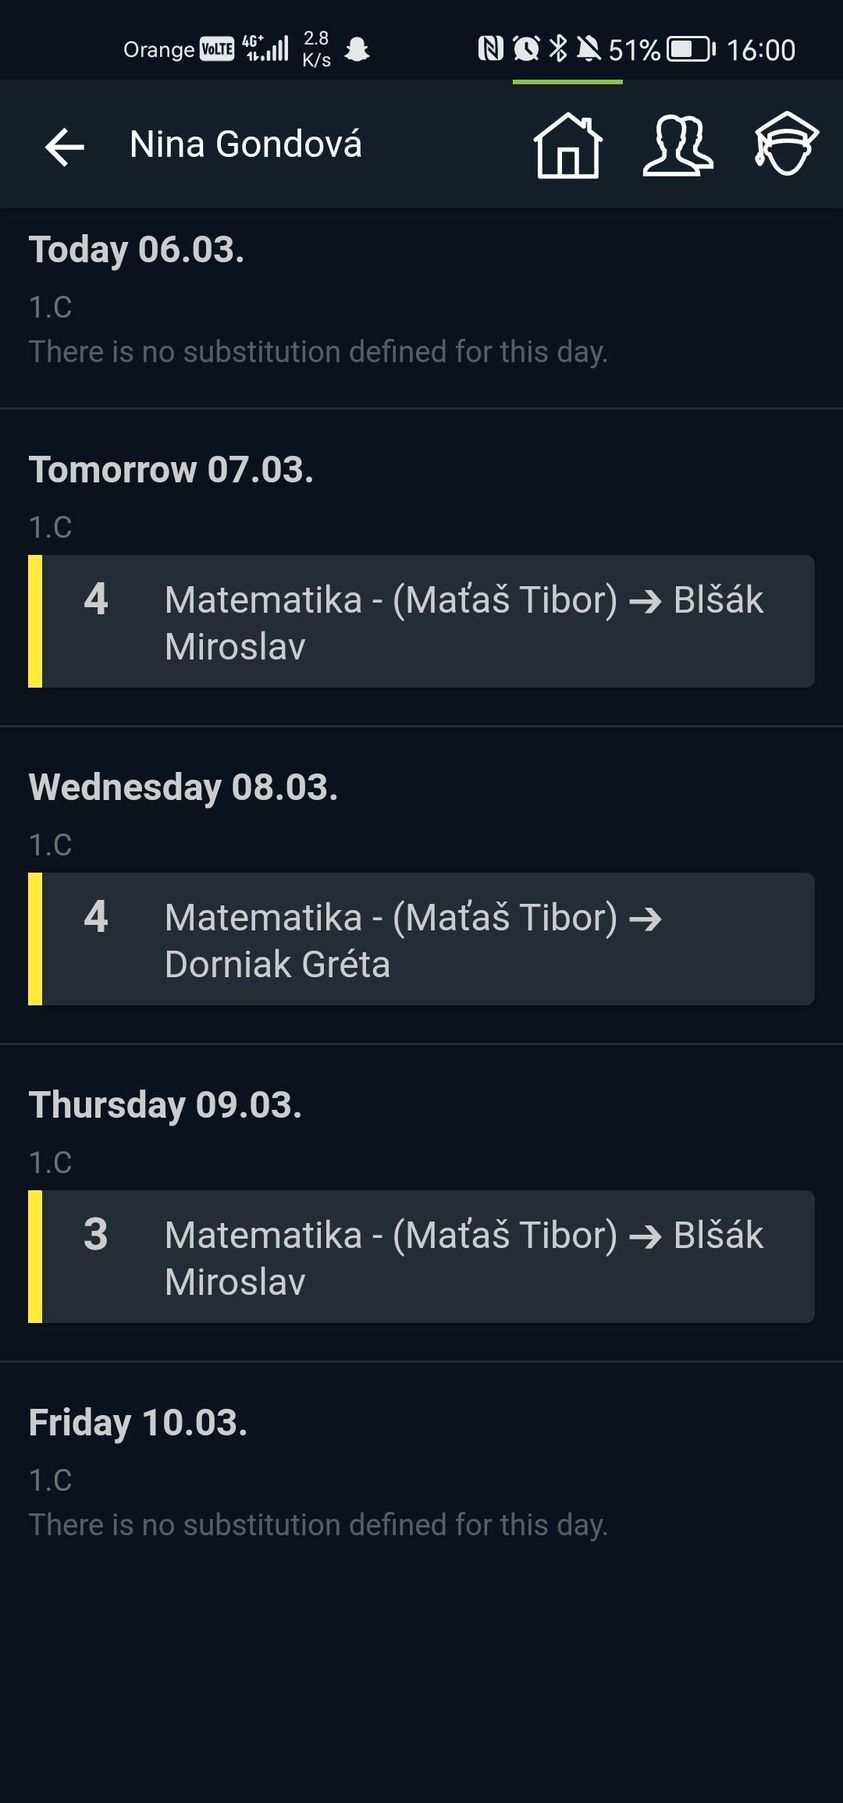 Orange VoLTE 4G+ 2.8 K/s 51% 16:00
Nina Gondová
Today 06.03.
1.C
There is no substitution defined for this day.
Tomorrow 07.03.
1.C
4 Matematika - (Maťaš Tibor) ➔ Blšák
Miroslav
Wednesday 08.03.
1.C
4 Matematika - (Maťaš Tibor) ➔
Dorniak Gréta
Thursday 09.03.
1.C
3 Matematika - (Maťaš Tibor) ➔ Blšák
Miroslav
Friday 10.03.
1.C
There is no substitution defined for this day.